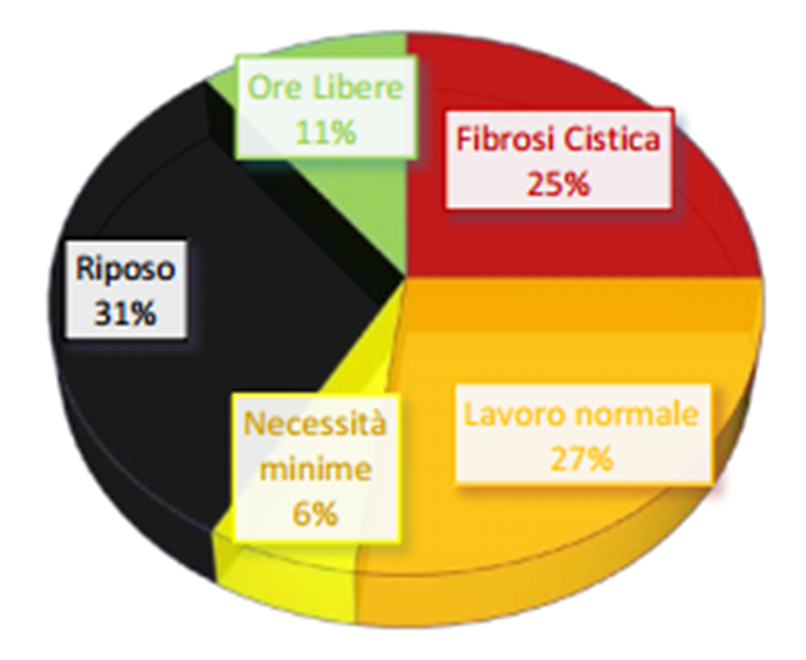 Ore Libere
11%
Fibrosi Cistica
25%
Riposo
31%
Necessità
minime
6%
Lavoro normale
27%